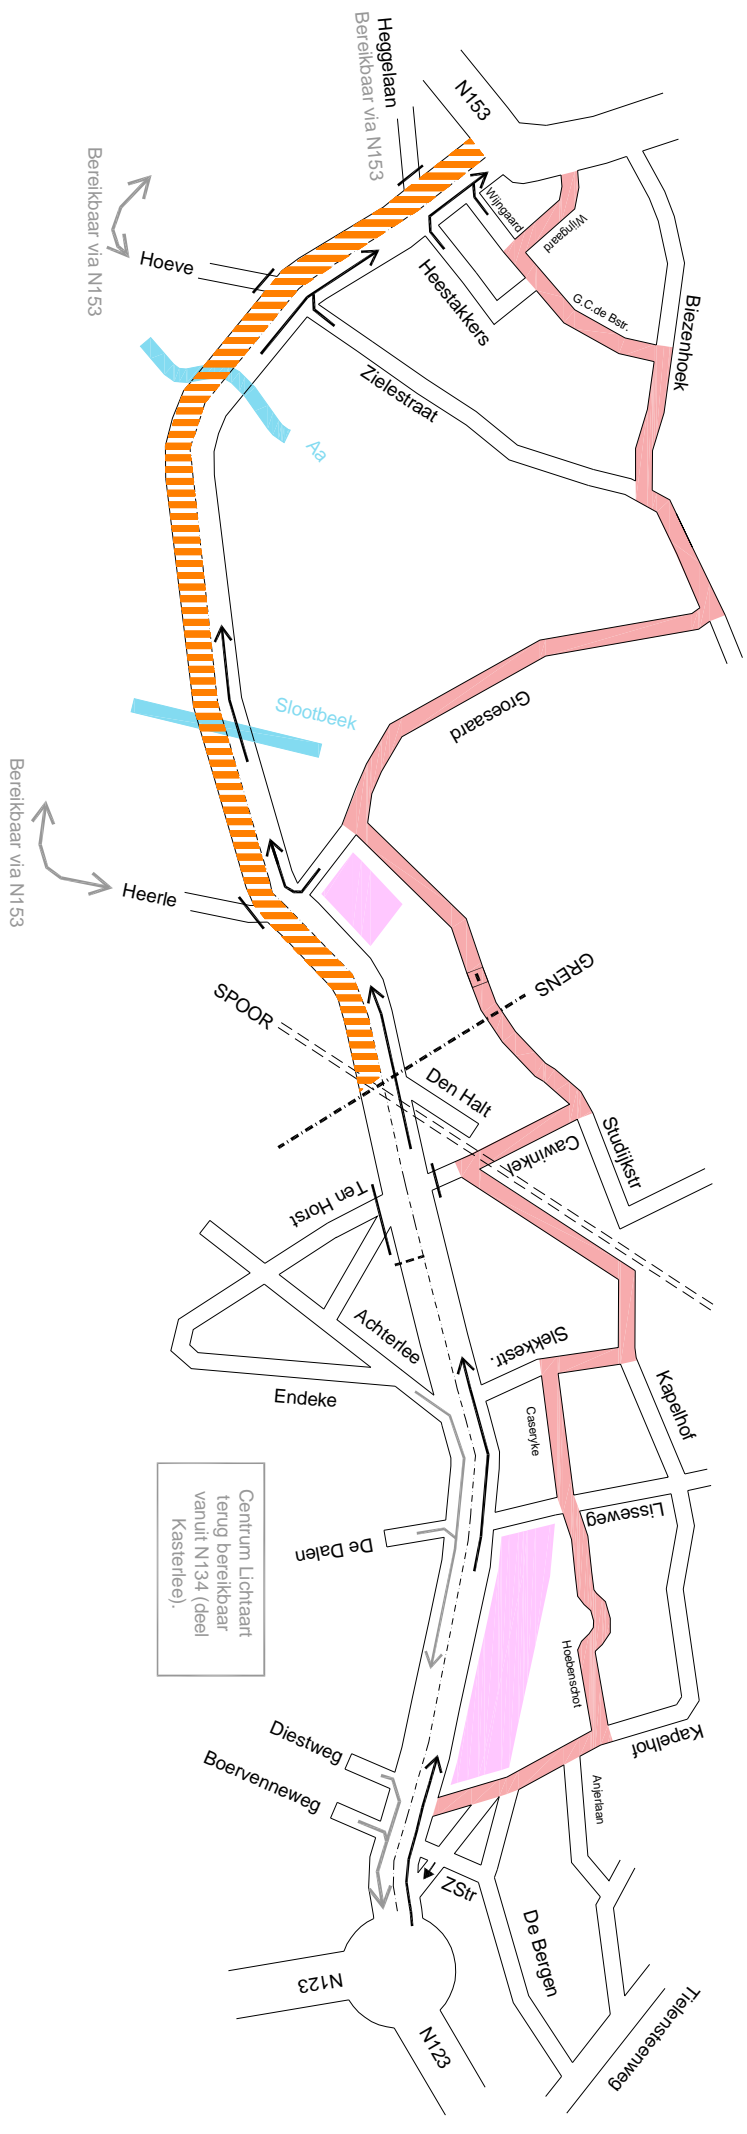 N153
Heggelaan
Bereikbaar via N153
Wijngaard
Wijngaard
G.C.de Bstr.
Biezenhoek
Heestakkers
Zielestraat
Hoeve
Bereikbaar via N153
Aa
Groesaard
Slootbeek
Bereikbaar via N153
Heerle
SPOOR
GRENS
Den Halt
Studijkstr
Cawinkel
Ten Horst
Achterlee
Slekkestr.
Endeke
Kapelhof
Caseryke
Lisseweg
De Dalen
Centrum Lichtaart
terug bereikbaar
vanuit N134 (deel
Kasterlee).
Hoebenschot
Kapelhof
Diestweg
Boervenneweg
Anjerlaan
ZStr
De Bergen
N123
N123
Tielensteenweg